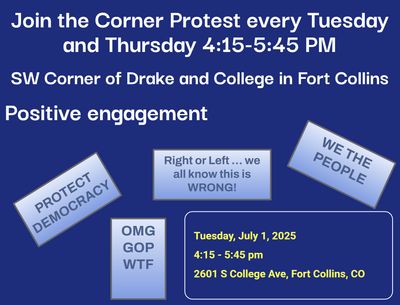 Join the Corner Protest every Tuesday
and Thursday 4:15-5:45 PM
SW Corner of Drake and College in Fort Collins
Positive engagement
PROTECT
DEMOCRACY
Right or Left ... we
all know this is
WRONG!
WE THE
PEOPLE
OMG
GOP
WTF
Tuesday, July 1, 2025
4:15 - 5:45 pm
2601 S College Ave, Fort Collins, CO